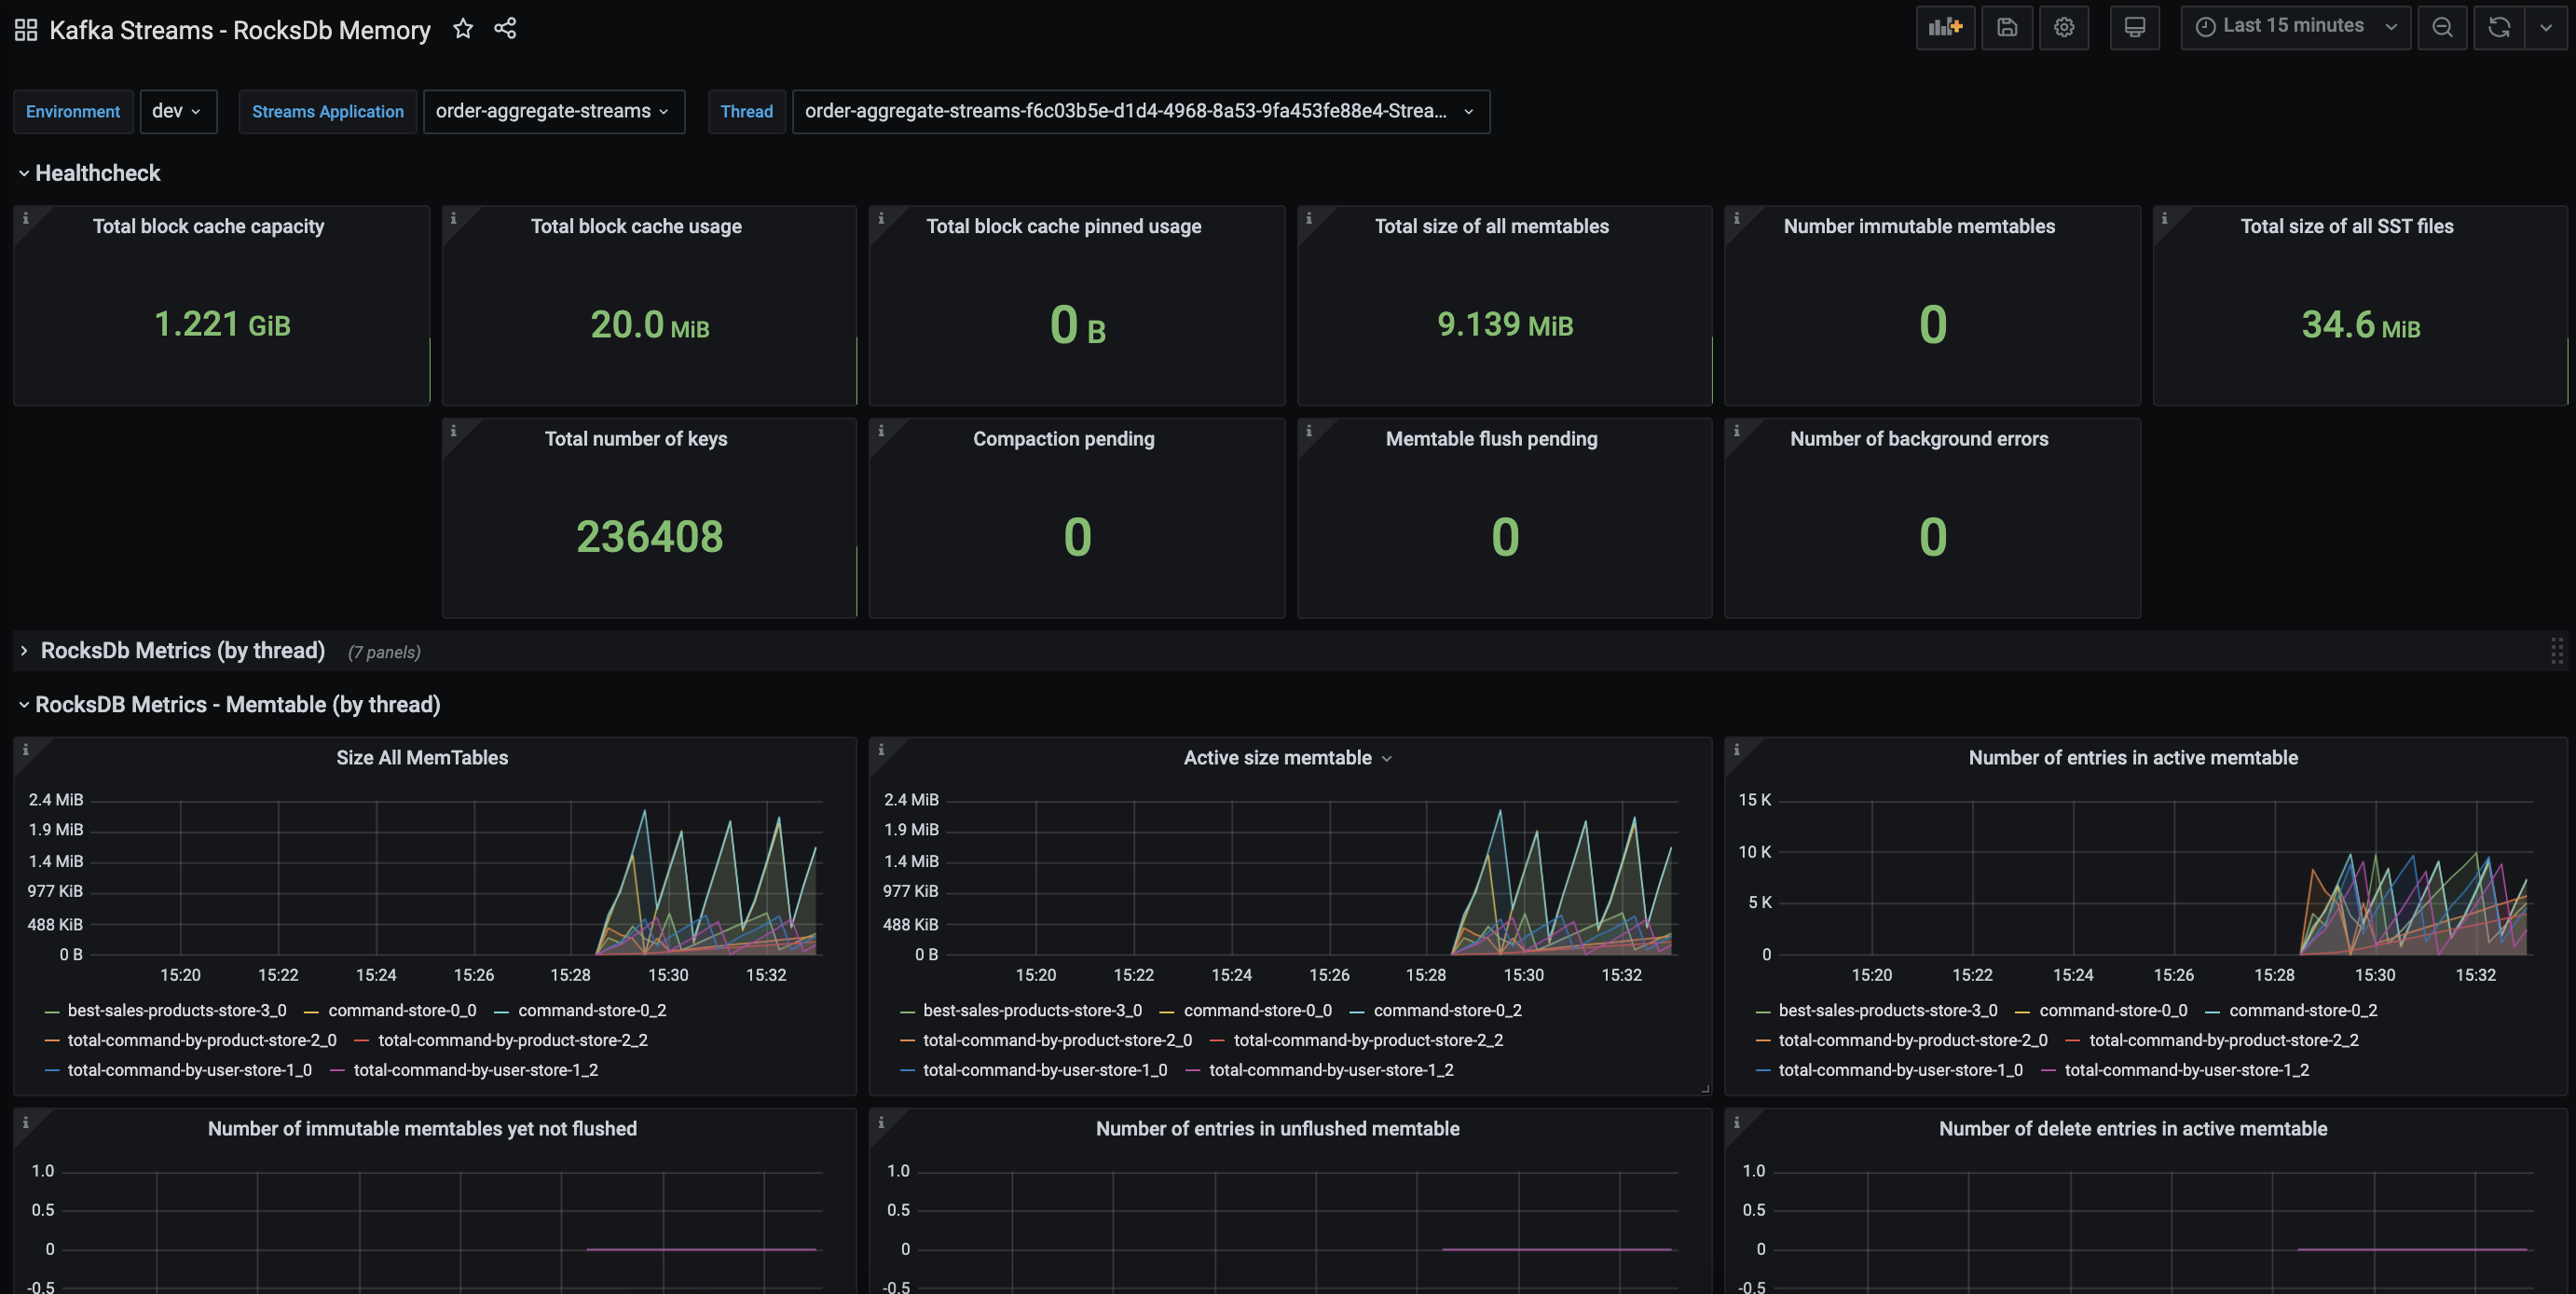 Kafka Streams - RocksDb Memory
Last 15 minutes
Environment dev Streams Application order-aggregate-streams Thread order-aggregate-streams-f6c03b5e-d1d4-4968-8a53-9fa453fe88e4-Strea...
Healthcheck
Total block cache capacity
1.221 GiB
Total block cache usage
20.0 MiB
Total block cache pinned usage
0 B
Total size of all memtables
9.139 MiB
Number immutable memtables
0
Total size of all SST files
34.6 MiB
Total number of keys
236408
Compaction pending
0
Memtable flush pending
0
Number of background errors
0
RocksDb Metrics (by thread) (7 panels)
RocksDB Metrics - Memtable (by thread)
Size All MemTables
2.4 MiB
1.9 MiB
1.4 MiB
977 KiB
488 KiB
0 B
15:20 15:22 15:24 15:26 15:28 15:30 15:32
best-sales-products-store-3_0 command-store-0_0 command-store-0_2
total-command-by-product-store-2_0 total-command-by-product-store-2_2
total-command-by-user-store-1_0 total-command-by-user-store-1_2
Active size memtable
2.4 MiB
1.9 MiB
1.4 MiB
977 KiB
488 KiB
0 B
15:20 15:22 15:24 15:26 15:28 15:30 15:32
best-sales-products-store-3_0 command-store-0_0 command-store-0_2
total-command-by-product-store-2_0 total-command-by-product-store-2_2
total-command-by-user-store-1_0 total-command-by-user-store-1_2
Number of entries in active memtable
15 K
10 K
5 K
0
15:20 15:22 15:24 15:26 15:28 15:30 15:32
best-sales-products-store-3_0 command-store-0_0 command-store-0_2
total-command-by-product-store-2_0 total-command-by-product-store-2_2
total-command-by-user-store-1_0 total-command-by-user-store-1_2
Number of immutable memtables yet not flushed
1.0
0.5
0
-0.5
Number of entries in unflushed memtable
1.0
0.5
0
-0.5
Number of delete entries in active memtable
1.0
0.5
0
-0.5